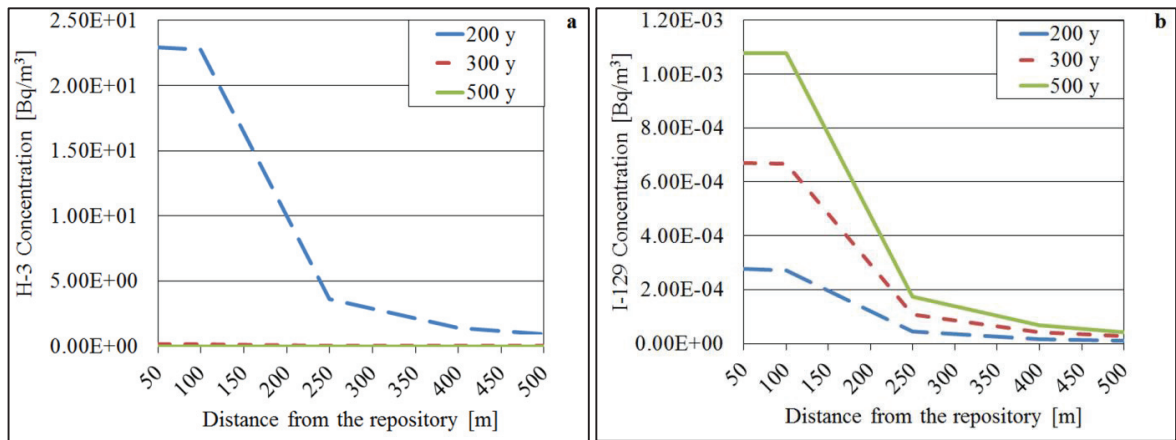 a
2.50E+01
2.00E+01
1.50E+01
1.00E+01
5.00E+00
0.00E+00
H-3 Concentration [Bq/m³]
200 y
300 y
500 y
50 100 150 200 250 300 350 400 450 500
Distance from the repository [m]
b
1.20E-03
1.00E-03
8.00E-04
6.00E-04
4.00E-04
2.00E-04
0.00E+00
I-129 Concentration [Bq/m³]
200 y
300 y
500 y
50 100 150 200 250 300 350 400 450 500
Distance from the repository [m]